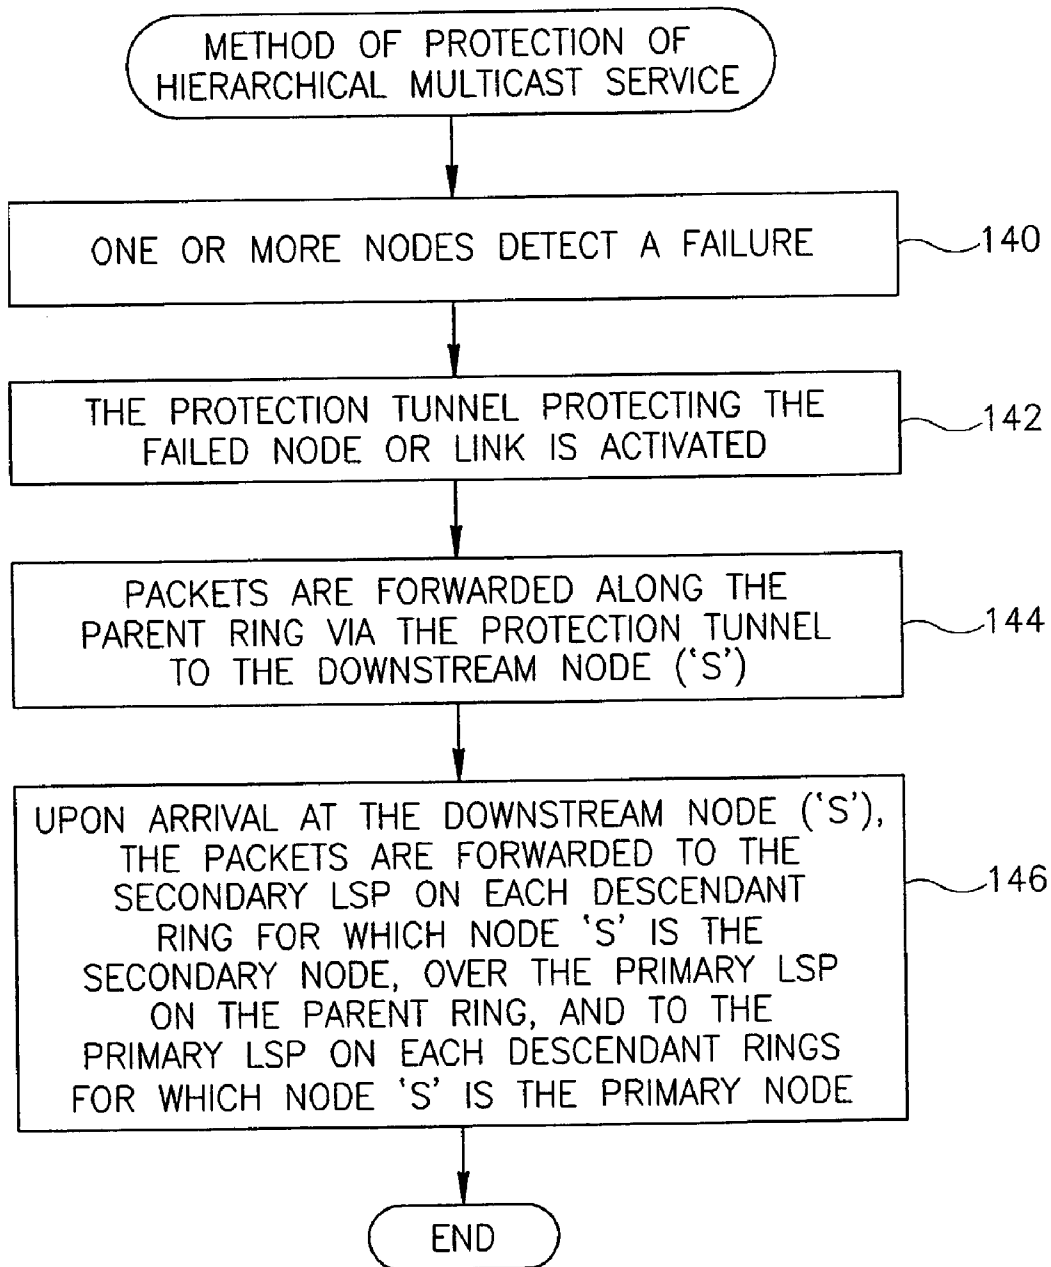 METHOD OF PROTECTION OF
HIERARCHICAL MULTICAST SERVICE
ONE OR MORE NODES DETECT A FAILURE
140
THE PROTECTION TUNNEL PROTECTING THE
FAILED NODE OR LINK IS ACTIVATED
142
PACKETS ARE FORWARDED ALONG THE
PARENT RING VIA THE PROTECTION TUNNEL
TO THE DOWNSTREAM NODE (‘S’)
144
UPON ARRIVAL AT THE DOWNSTREAM NODE (‘S’),
THE PACKETS ARE FORWARDED TO THE
SECONDARY LSP ON EACH DESCENDANT
RING FOR WHICH NODE ‘S’ IS THE
SECONDARY NODE, OVER THE PRIMARY LSP
ON THE PARENT RING, AND TO THE
PRIMARY LSP ON EACH DESCENDANT RINGS
FOR WHICH NODE ‘S’ IS THE PRIMARY NODE
146
END